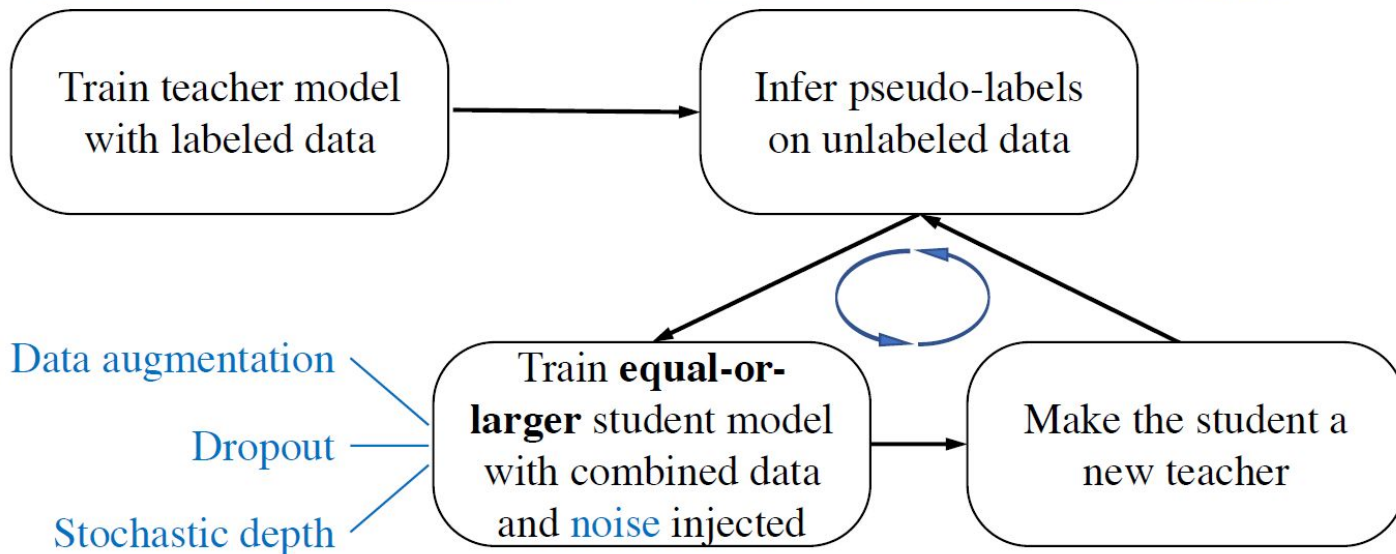 Train teacher model
with labeled data
Infer pseudo-labels
on unlabeled data
Data augmentation
Dropout
Stochastic depth
Train equal-or-
larger student model
with combined data
and noise injected
Make the student a
new teacher